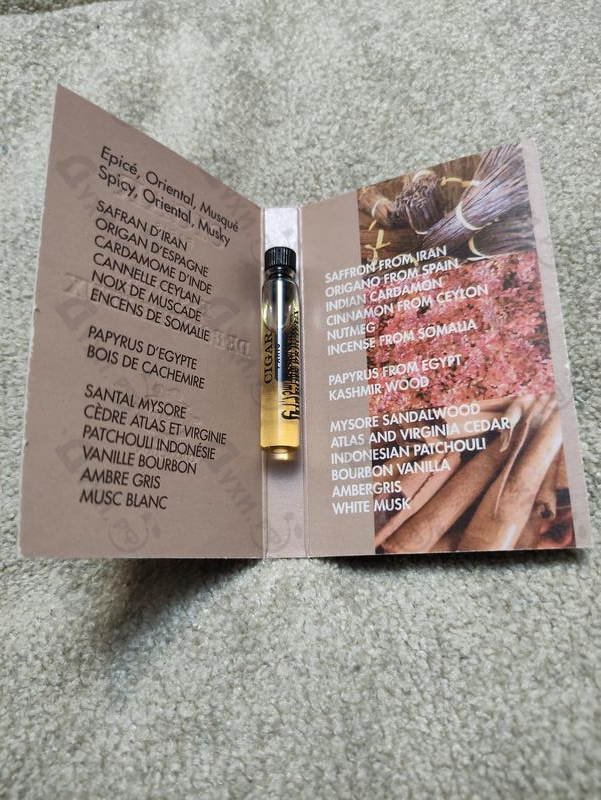 Epicé, Oriental, Musqué
Spicy, Oriental, Musky
SAFRAN D'IRAN
ORIGAN D'ESPAGNE
CARDAMOME D'INDE
CANNELLE CEYLAN
NOIX DE MUSCADE
ENCENS DE SOMALIE
PAPYRUS D'EGYPTE
BOIS DE CACHEMIRE
SANTAL MYSORE
CÈDRE ATLAS ET VIRGINIE
PATCHOULI INDONÉSIE
VANILLE BOURBON
AMBRE GRIS
MUSC BLANC
CIGAR
SAFFRON FROM IRAN
ORIGANO FROM SPAIN
INDIAN CARDAMON
CINNAMON FROM CEYLON
NUTMEG
INCENSE FROM SOMALIA
PAPYRUS FROM EGYPT
KASHMIR WOOD
MYSORE SANDALWOOD
ATLAS AND VIRGINIA CEDAR
INDONESIAN PATCHOULI
BOURBON VANILLA
AMBERGRIS
WHITE MUSK